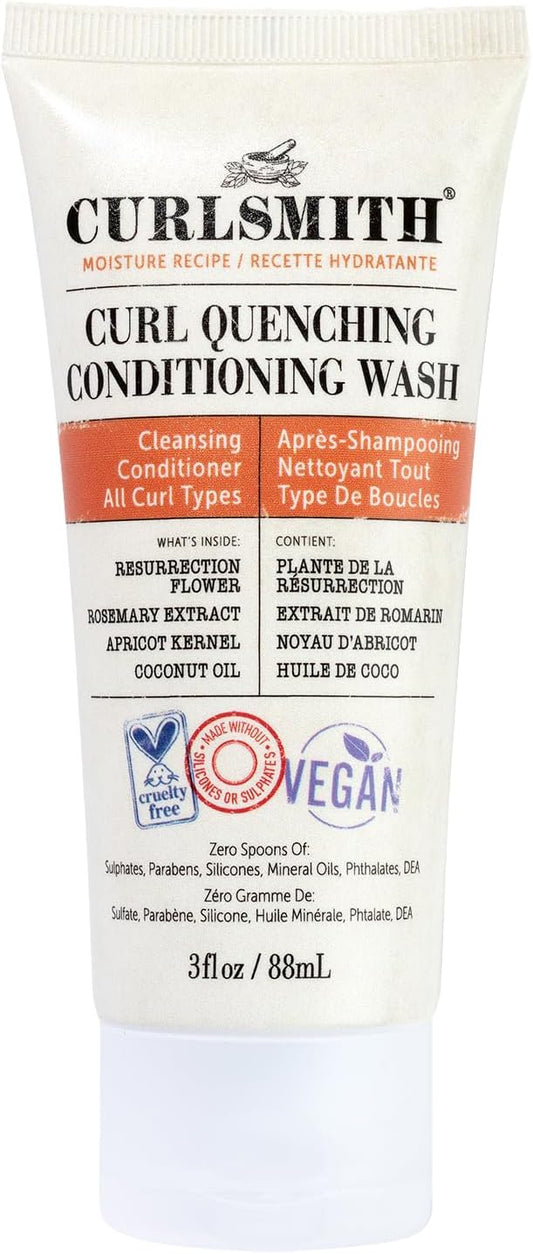 CURLSMITH®
MOISTURE RECIPE / RECETTE HYDRATANTE
CURL QUENCHING
CONDITIONING WASH
Cleansing
Conditioner
All Curl Types
Après-Shampooing
Nettoyant Tout
Type De Boucles
WHAT'S INSIDE:
RESURRECTION
FLOWER
ROSEMARY EXTRACT
APRICOT KERNEL
COCONUT OIL
CONTIENT:
PLANTE DE LA
RÉSURRECTION
EXTRAIT DE ROMARIN
NOYAU D'ABRICOT
HUILE DE COCO
cruelty
free
MADE WITHOUT
SILICONES OR SULPHATES
VEGAN
Zero Spoons Of:
Sulphates, Parabens, Silicones, Mineral Oils, Phthalates, DEA
Zéro Gramme De:
Sulfate, Parabène, Silicone, Huile Minérale, Phtalate, DEA
3fl oz / 88mL